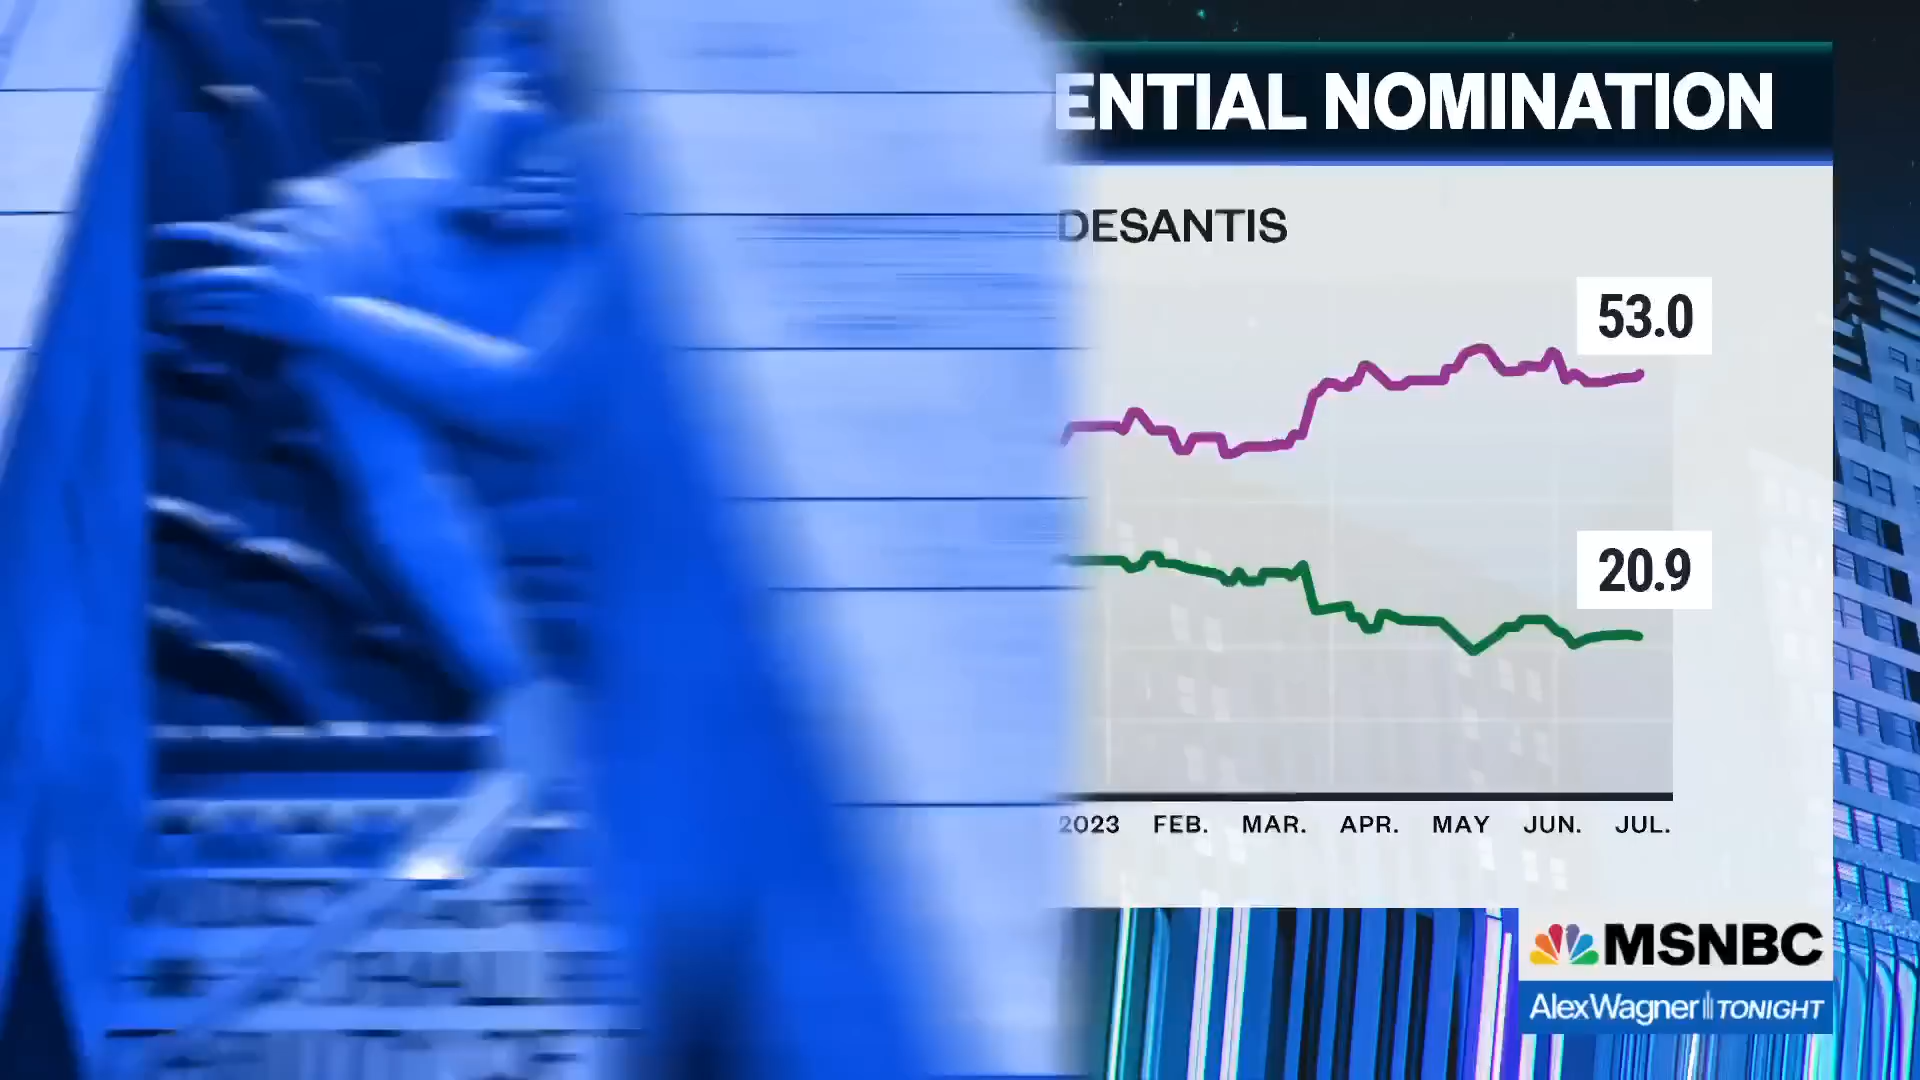 ENTIAL NOMINATION
DESANTIS
53.0
20.9
2023 FEB. MAR. APR. MAY JUN. JUL.
MSNBC
AlexWagner TONIGHT